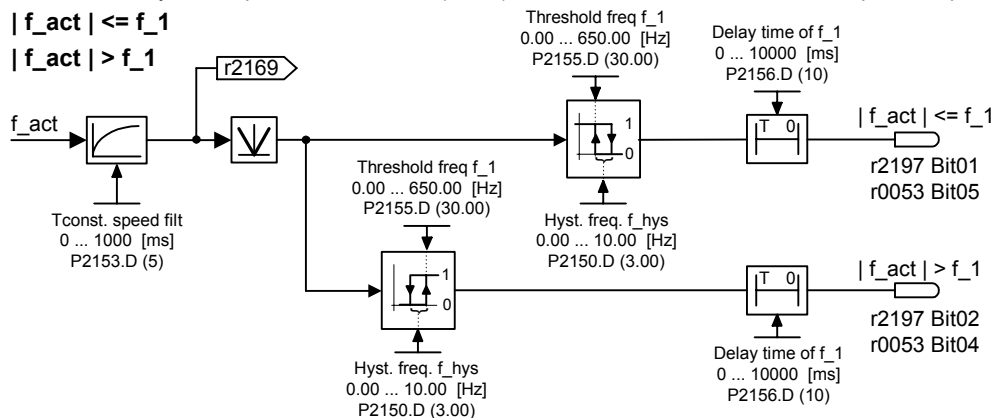 | f_act | <= f_1
| f_act | > f_1
r2169
f_act
Tconst. speed filt
0 ... 1000 [ms]
P2153.D (5)
Threshold freq f_1
0.00 ... 650.00 [Hz]
P2155.D (30.00)
1
0
Hyst. freq. f_hys
0.00 ... 10.00 [Hz]
P2150.D (3.00)
Delay time of f_1
0 ... 10000 [ms]
P2156.D (10)
T 0
| f_act | <= f_1
r2197 Bit01
r0053 Bit05
Threshold freq f_1
0.00 ... 650.00 [Hz]
P2155.D (30.00)
1
0
Hyst. freq. f_hys
0.00 ... 10.00 [Hz]
P2150.D (3.00)
T 0
Delay time of f_1
0 ... 10000 [ms]
P2156.D (10)
| f_act | > f_1
r2197 Bit02
r0053 Bit04